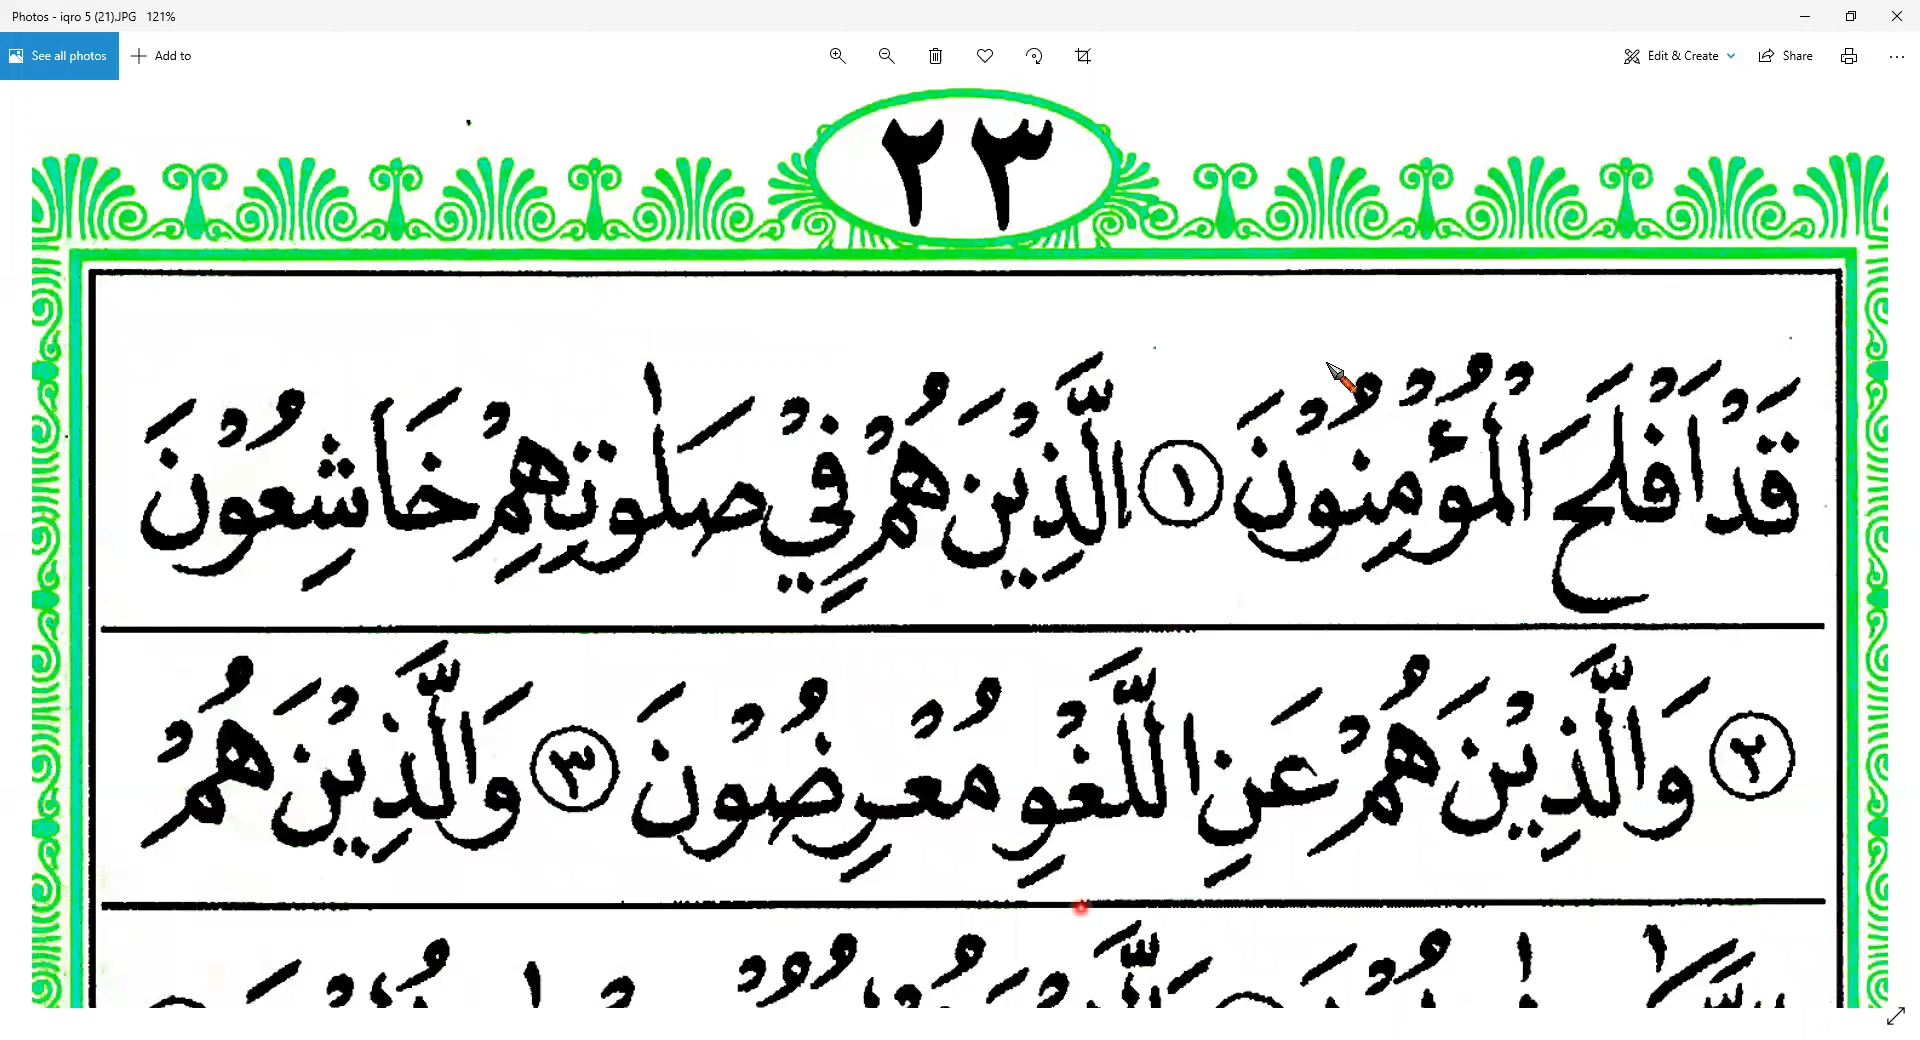 Photos - iqro 5 (21).JPG   121%
See all photos
Add to
Edit & Create
Share
٢٣
قَدْ اَفْلَحَ الْمُؤْمِنُوْنَ ١ الَّذِيْنَ هُمْ فِيْ صَلٰوتِهِمْ خَاشِعُوْنَ
٢ وَالَّذِيْنَ هُمْ عَنِ اللَّغْوِ مُعْرِضُوْنَ ٣ وَالَّذِيْنَ هُمْ